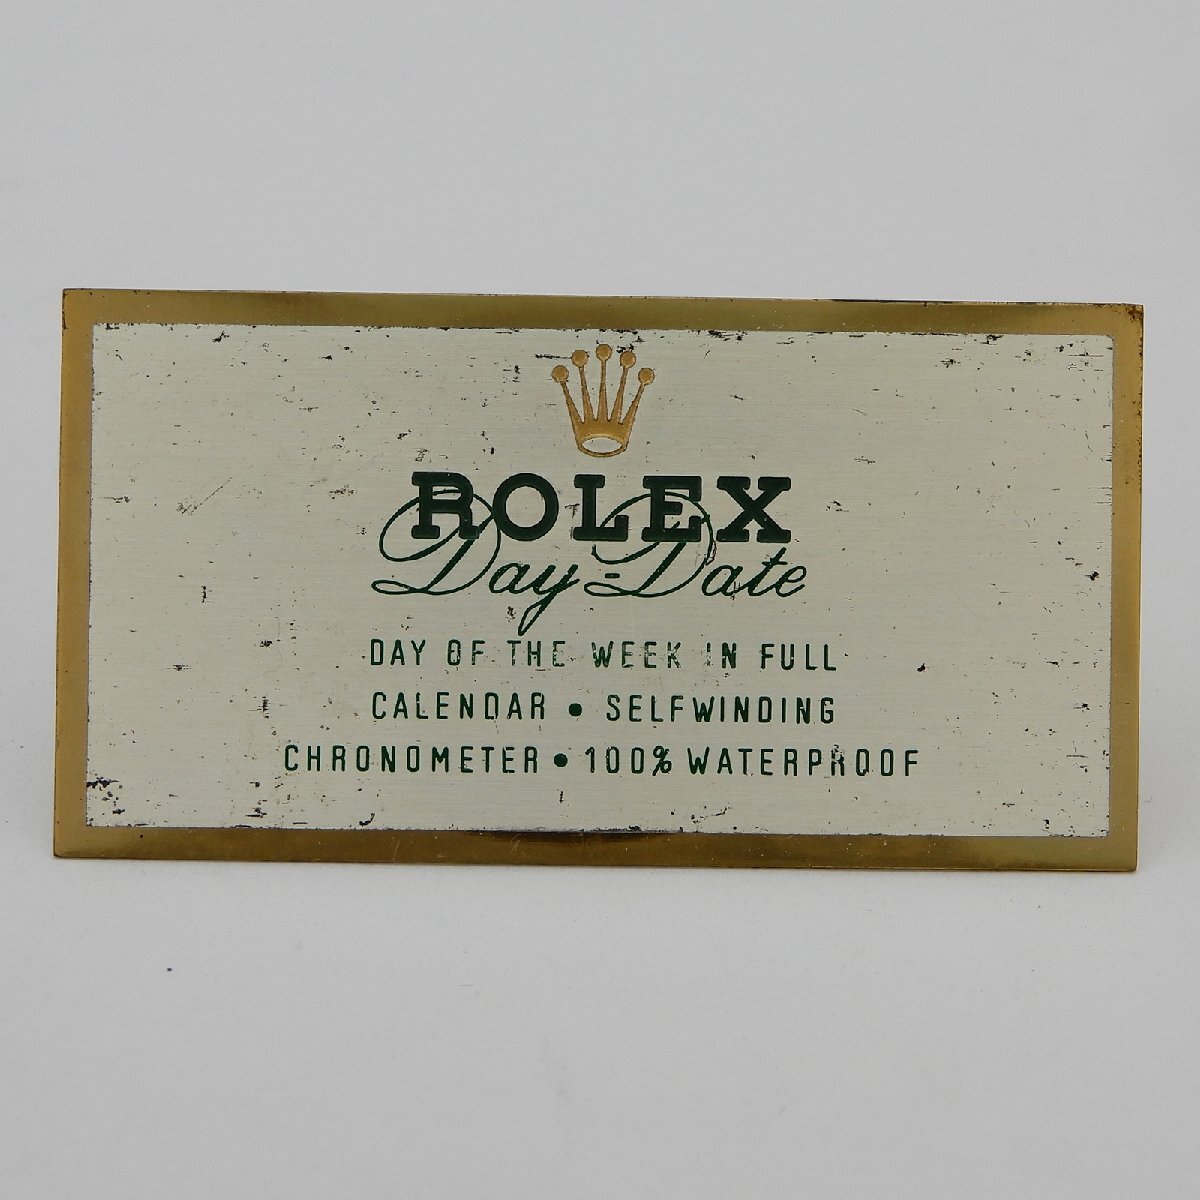 ROLEX
Day-Date
DAY OF THE WEEK IN FULL
CALENDAR • SELFWINDING
CHRONOMETER • 100% WATERPROOF